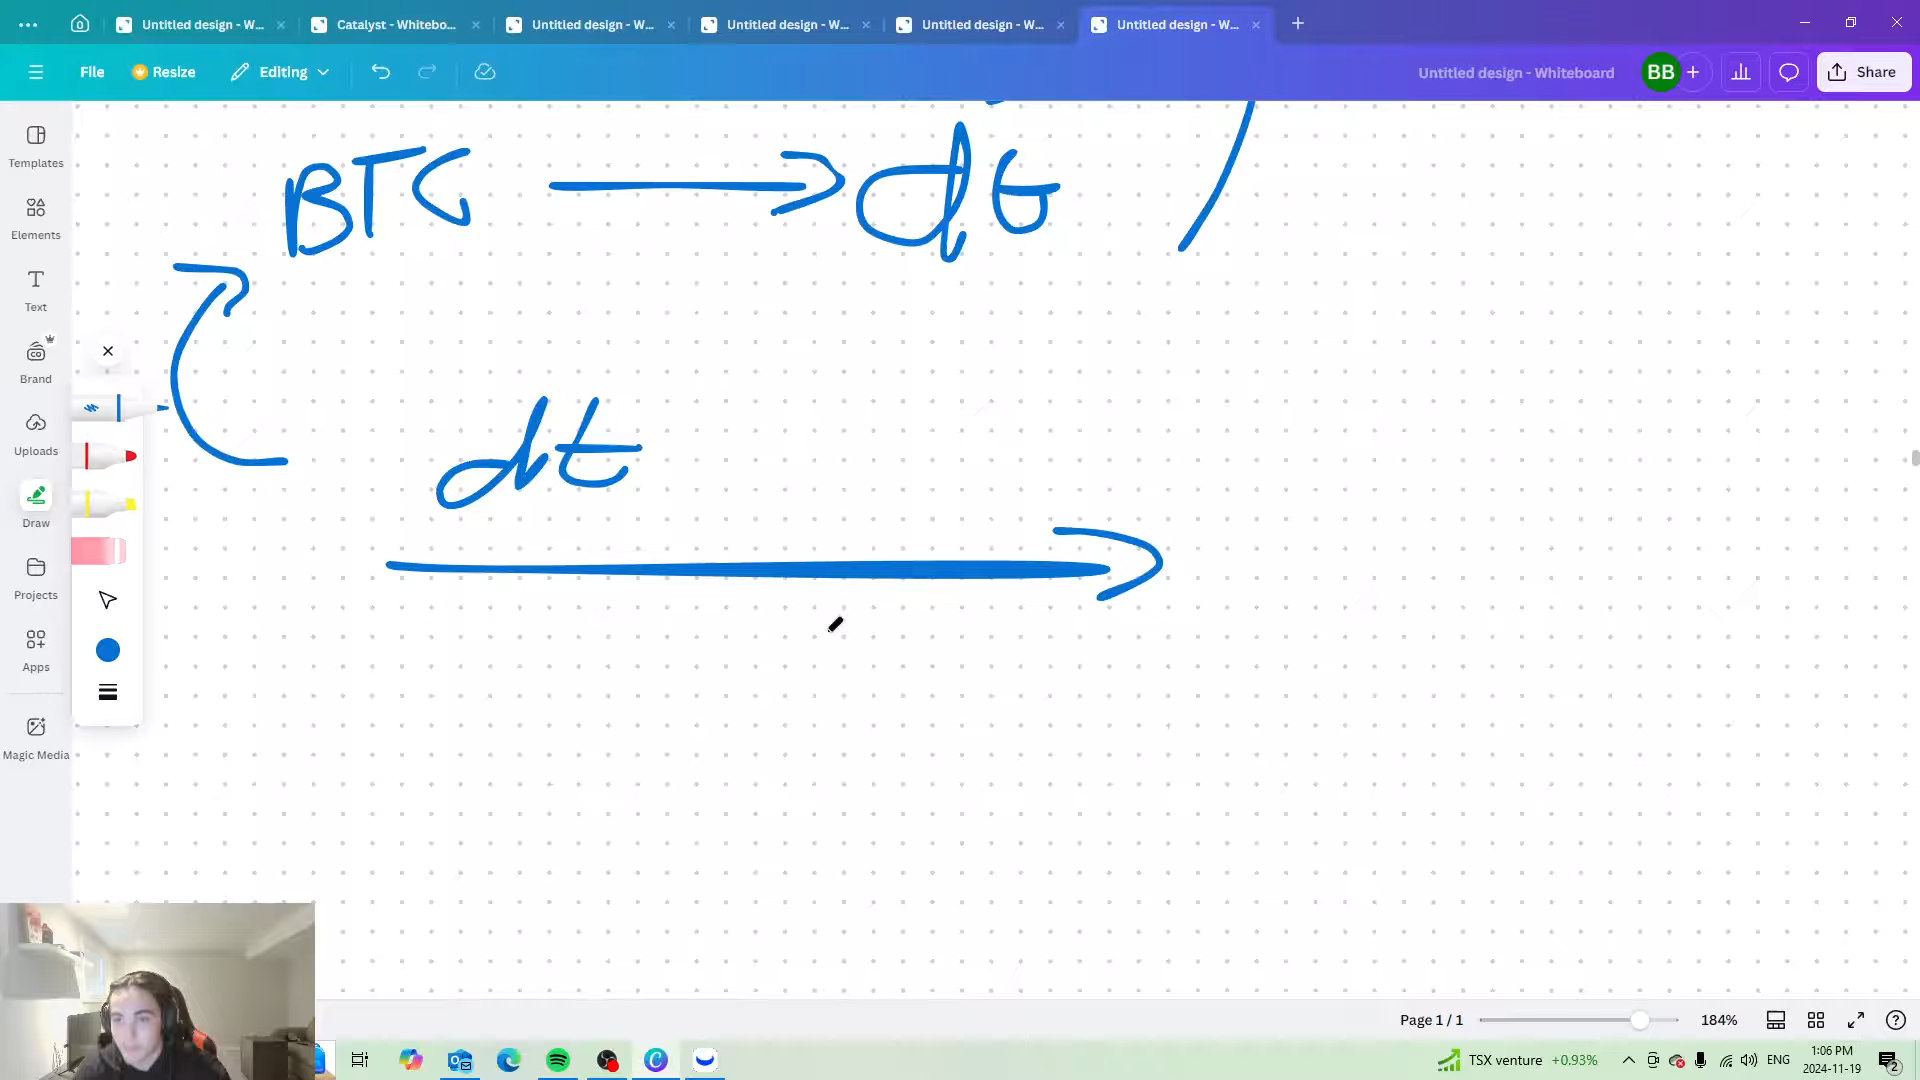 Untitled design - W...
Catalyst - Whitebo...
Untitled design - W...
Untitled design - W...
Untitled design - W...
Untitled design - W...
File
Resize
Editing
Untitled design - Whiteboard
BB
Share
Templates
Elements
Text
Brand
Uploads
Draw
Projects
Apps
Magic Media
BTC
dt
dt
Page 1 / 1
184%
TSX venture +0.93%
ENG
1:06 PM
2024-11-19
2